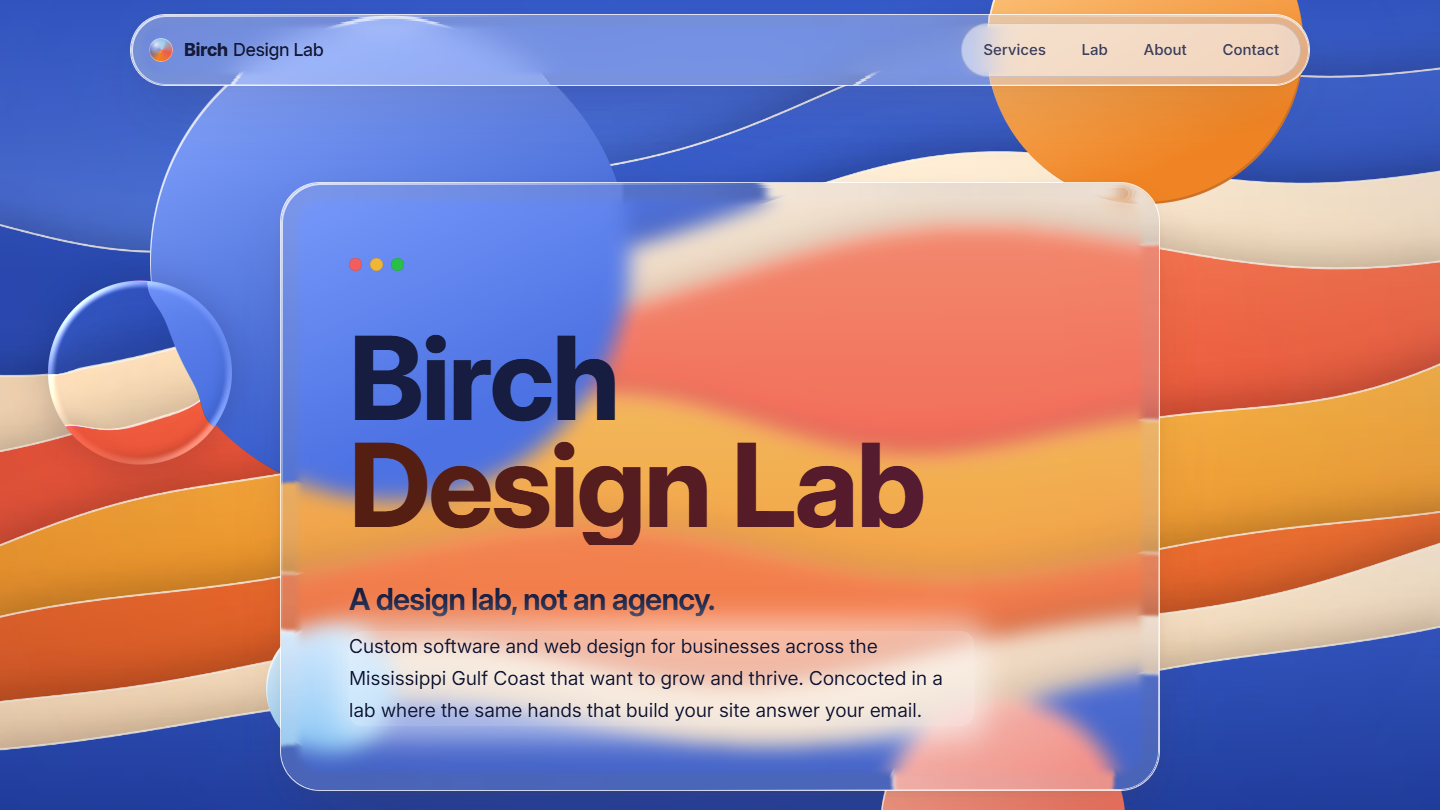 Birch Design Lab
Services Lab About Contact
Birch
Design Lab
A design lab, not an agency.
Custom software and web design for businesses across the
Mississippi Gulf Coast that want to grow and thrive. Concocted in a
lab where the same hands that build your site answer your email.